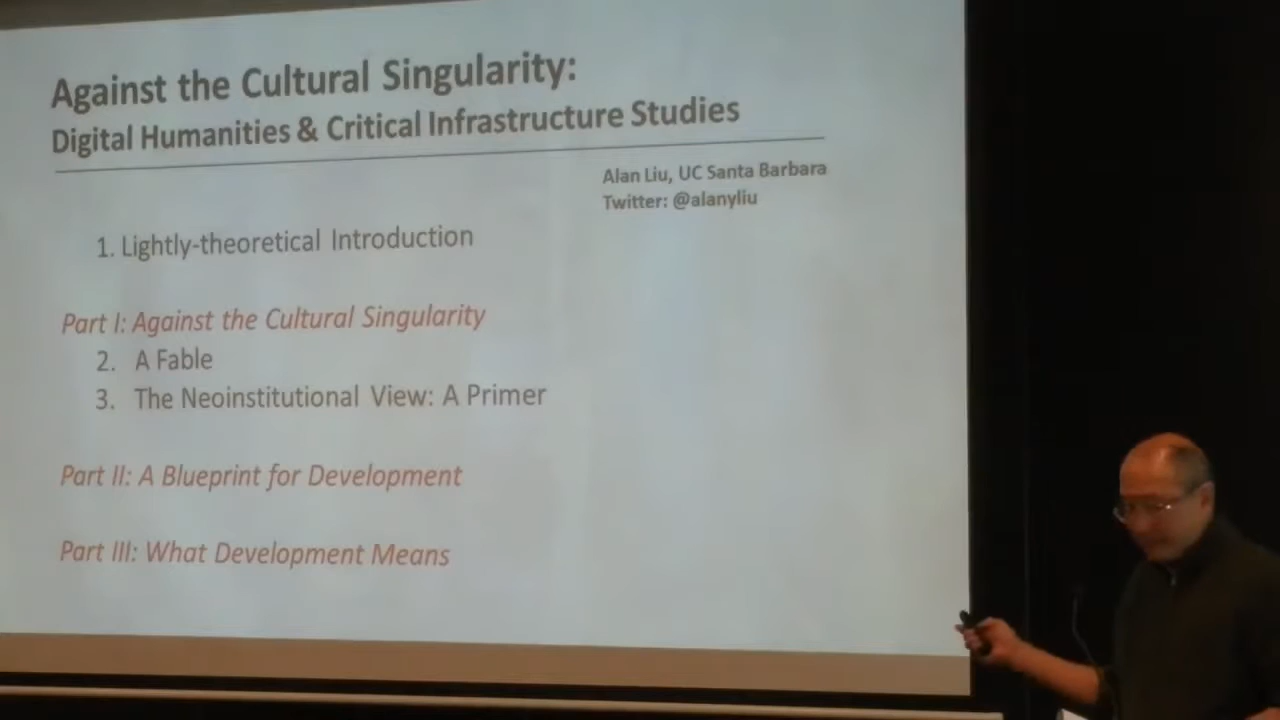 Against the Cultural Singularity:
Digital Humanities & Critical Infrastructure Studies
Alan Liu, UC Santa Barbara
Twitter: @alanyliu
1. Lightly-theoretical Introduction
Part I: Against the Cultural Singularity
2. A Fable
3. The Neoinstitutional View: A Primer
Part II: A Blueprint for Development
Part III: What Development Means